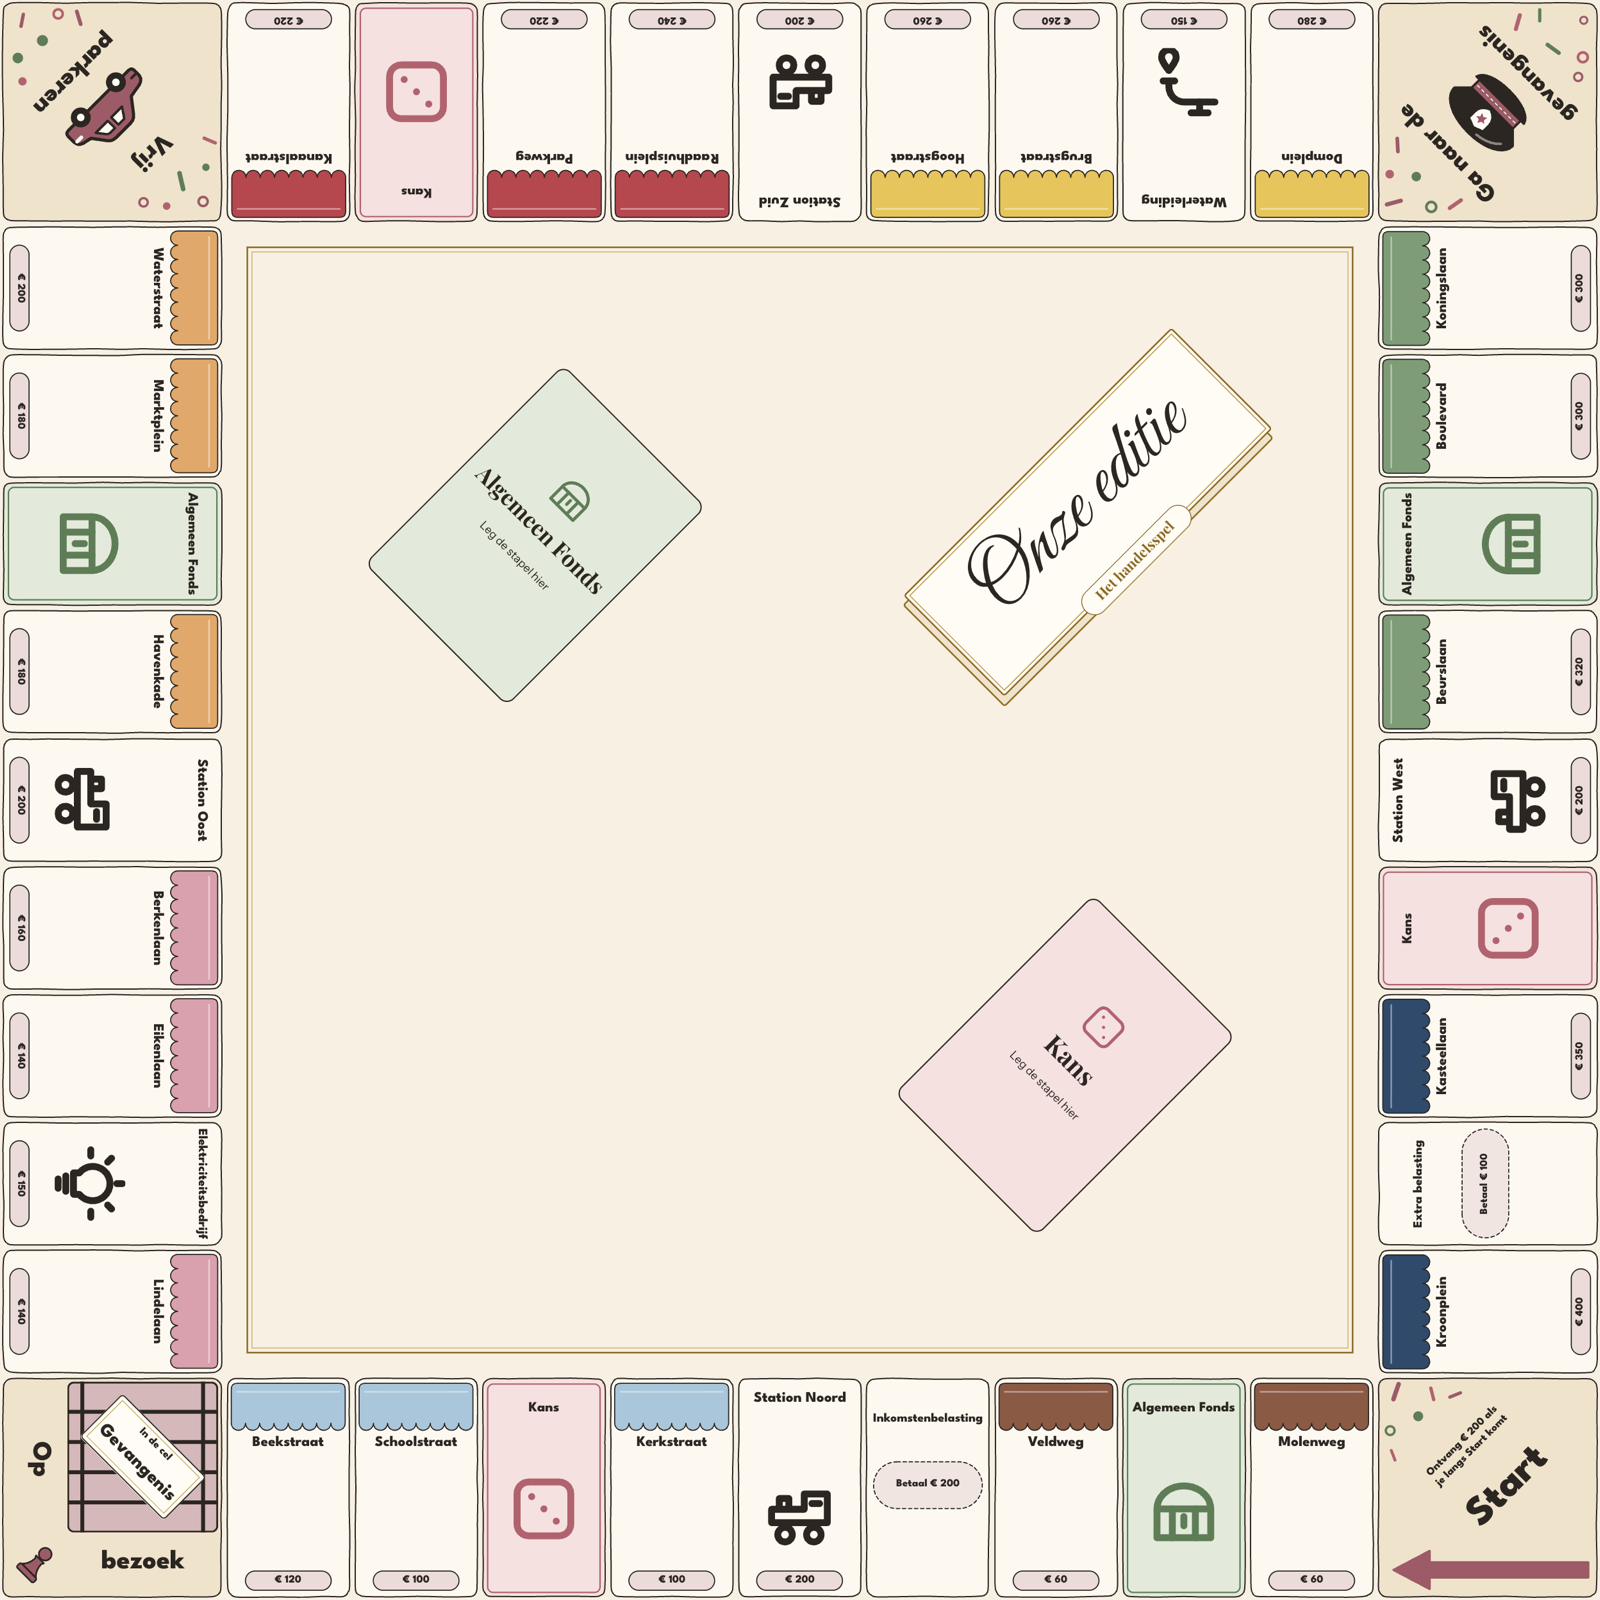 Vrij
parkeren
Kanaalstraat
€ 220
Kans
Parkweg
€ 220
Raadhuisplein
€ 240
Station Zuid
€ 200
Hoogstraat
€ 260
Brugstraat
€ 260
Waterleiding
€ 150
Domplein
€ 280
Ga naar de
gevangenis
Waterstraat
€ 200
Marktplein
€ 180
Algemeen Fonds
Havenkade
€ 180
Station Oost
€ 200
Berkenlaan
€ 160
Eikenlaan
€ 140
Elektriciteitsbedrijf
€ 150
Lindelaan
€ 140
Algemeen Fonds
Leg de stapel hier
Onze editie
Het handelsspel
Kans
Leg de stapel hier
Koningslaan
€ 300
Boulevard
€ 300
Algemeen Fonds
Beurslaan
€ 320
Station West
€ 200
Kans
Kasteellaan
€ 350
Extra belasting
Betaal € 100
Kroonplein
€ 400
Op
bezoek
In de cel
Gevangenis
Beekstraat
€ 120
Schoolstraat
€ 100
Kans
Kerkstraat
€ 100
Station Noord
€ 200
Inkomstenbelasting
Betaal € 200
Veldweg
€ 60
Algemeen Fonds
Molenweg
€ 60
Ontvang € 200 als
je langs Start komt
Start